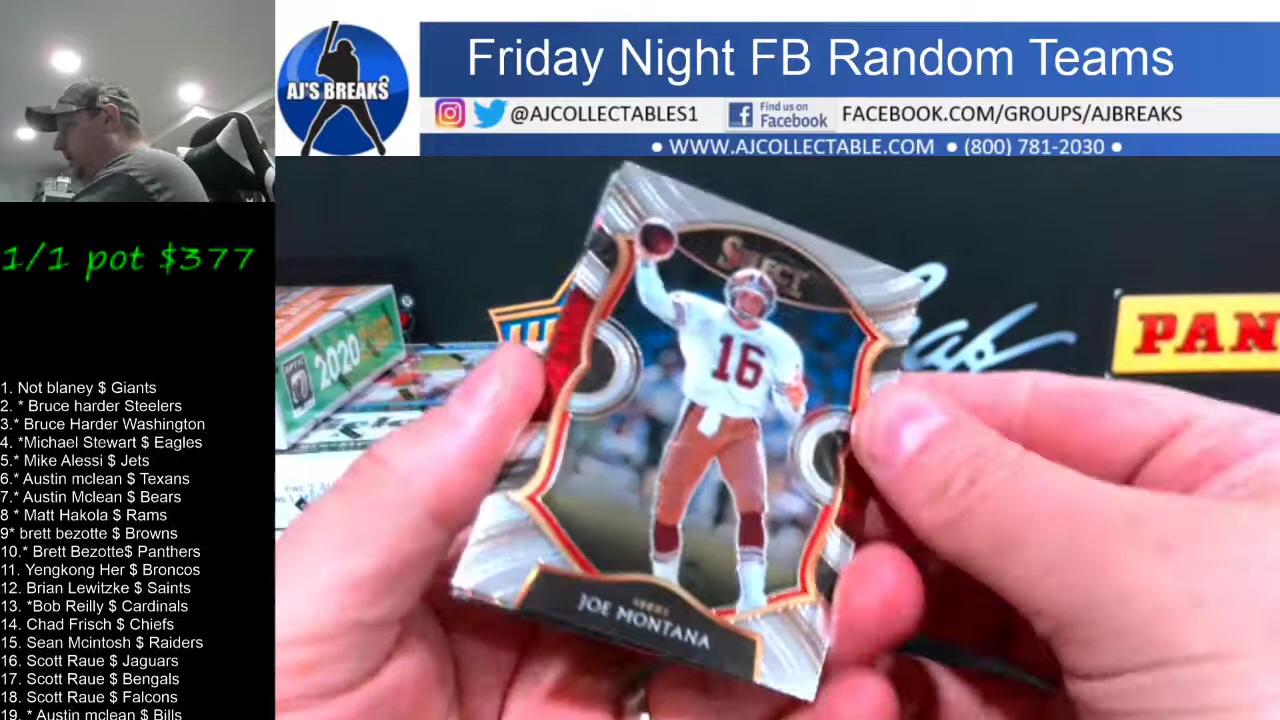 Friday Night FB Random Teams
AJ'S BREAKS
@AJCOLLECTABLES1
Find us on
Facebook
FACEBOOK.COM/GROUPS/AJBREAKS
• WWW.AJCOLLECTABLE.COM • (800) 781-2030 •
1/1 pot $377
1. Not blaney $ Giants
2. * Bruce harder Steelers
3.* Bruce Harder Washington
4. *Michael Stewart $ Eagles
5.* Mike Alessi $ Jets
6.* Austin mclean $ Texans
7.* Austin Mclean $ Bears
8 * Matt Hakola $ Rams
9* brett bezotte $ Browns
10.* Brett Bezotte$ Panthers
11. Yengkong Her $ Broncos
12. Brian Lewitzke $ Saints
13. *Bob Reilly $ Cardinals
14. Chad Frisch $ Chiefs
15. Sean Mcintosh $ Raiders
16. Scott Raue $ Jaguars
17. Scott Raue $ Bengals
18. Scott Raue $ Falcons
19. * Austin mclean $ Bills
SELECT
16
49ERS
JOE MONTANA
2020
PAN